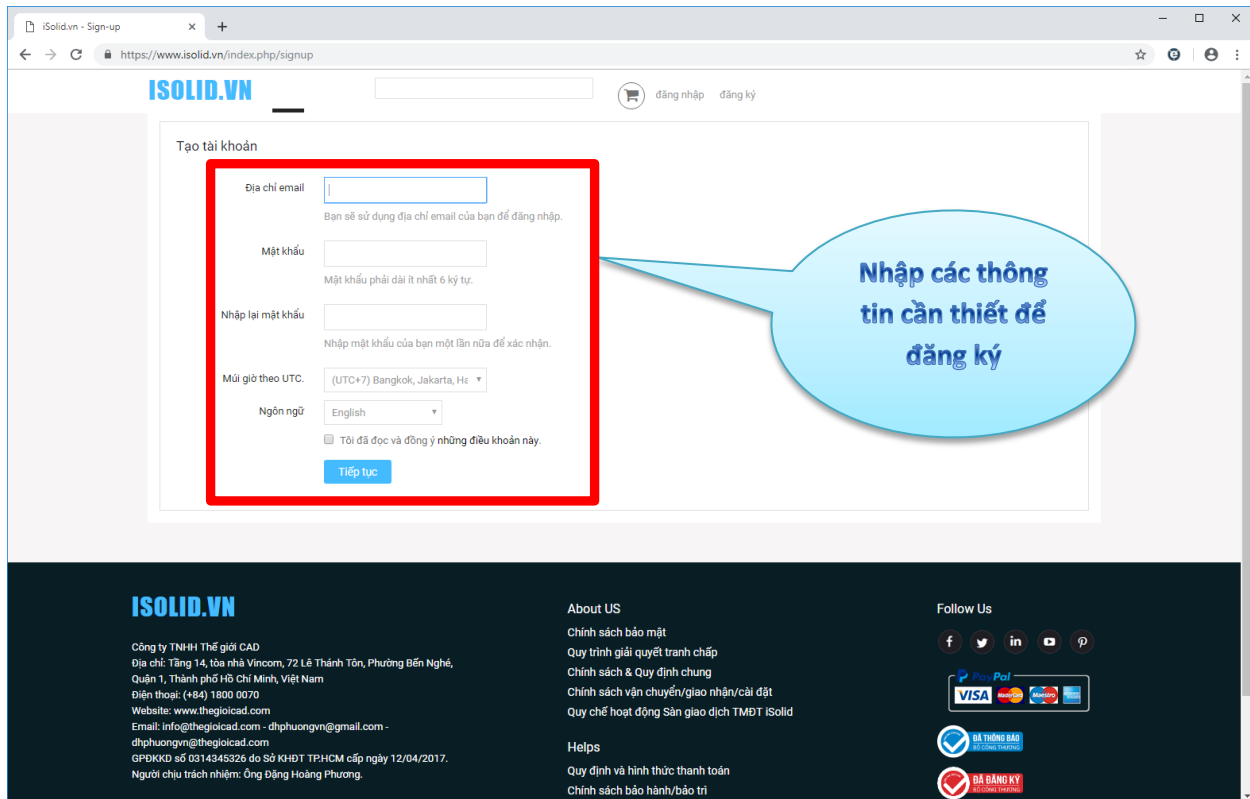 iSolid.vn - Sign-up
https://www.isolid.vn/index.php/signup
ISOLID.VN
đăng nhập đăng ký
Tạo tài khoản
Địa chỉ email
Bạn sẽ sử dụng địa chỉ email của bạn để đăng nhập.
Mật khẩu
Mật khẩu phải dài ít nhất 6 ký tự.
Nhập lại mật khẩu
Nhập mật khẩu của bạn một lần nữa để xác nhận.
Múi giờ theo UTC.
(UTC+7) Bangkok, Jakarta, Ha
Ngôn ngữ
English
Tôi đã đọc và đồng ý những điều khoản này.
Tiếp tục
Nhập các thông
tin cần thiết để
đăng ký
ISOLID.VN
Công ty TNHH Thế giới CAD
Địa chỉ: Tầng 14, tòa nhà Vincom, 72 Lê Thánh Tôn, Phường Bến Nghé,
Quận 1, Thành phố Hồ Chí Minh, Việt Nam
Điện thoại: (+84) 1800 0070
Website: www.thegioicad.com
Email: info@thegioicad.com - dhphuongvn@gmail.com -
dhphuongvn@thegioicad.com
GPĐKKD số 0314345326 do Sở KHĐT TP.HCM cấp ngày 12/04/2017.
Người chịu trách nhiệm: Ông Đặng Hoàng Phương.
About US
Chính sách bảo mật
Quy trình giải quyết tranh chấp
Chính sách & Quy định chung
Chính sách vận chuyển/giao nhận/cài đặt
Quy chế hoạt động Sàn giao dịch TMĐT iSolid
Helps
Quy định và hình thức thanh toán
Chính sách bảo hành/bảo trì
Follow Us
PayPal
VISA MasterCard Maestro
ĐÃ THÔNG BÁO
BỘ CÔNG THƯƠNG
ĐÃ ĐĂNG KÝ
BỘ CÔNG THƯƠNG